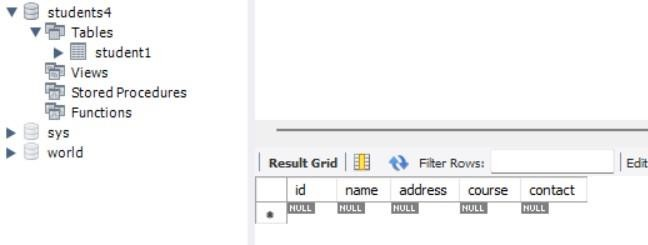 students4
Tables
student1
Views
Stored Procedures
Functions
sys
world
Result Grid Filter Rows: Edit
id name address course contact
NULL NULL NULL NULL NULL